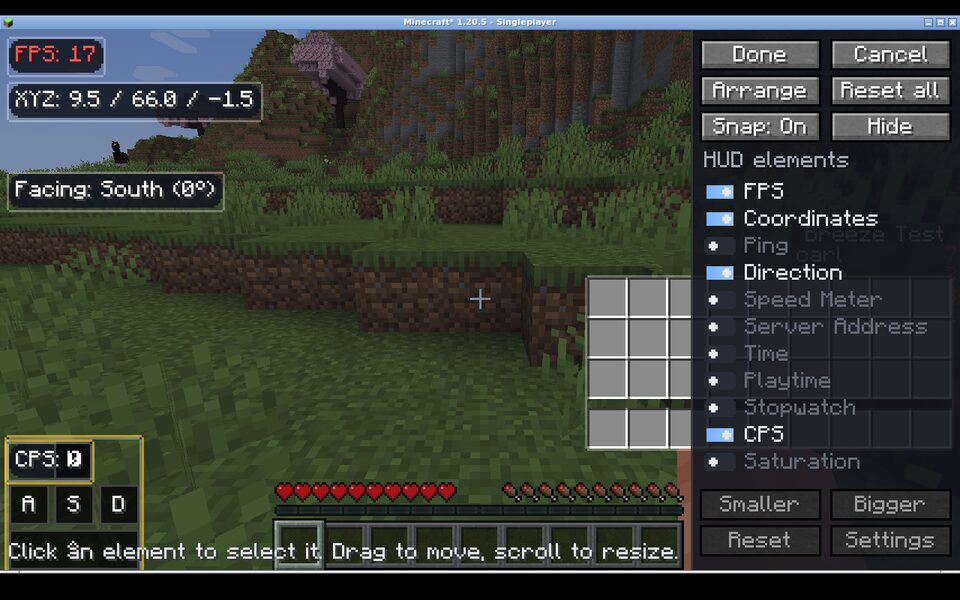 Minecraft* 1.20.5 - Singleplayer
FPS: 17
XYZ: 9.5 / 66.0 / -1.5
Facing: South (0°)
CPS: 0
A S D
Click an element to select it. Drag to move, scroll to resize.
Done Cancel
Arrange Reset all
Snap: On Hide
HUD elements
FPS
Coordinates
Ping
Breeze Test
carl
Direction
Speed Meter
Server Address
Time
Playtime
Stopwatch
CPS
Saturation
Smaller Bigger
Reset Settings